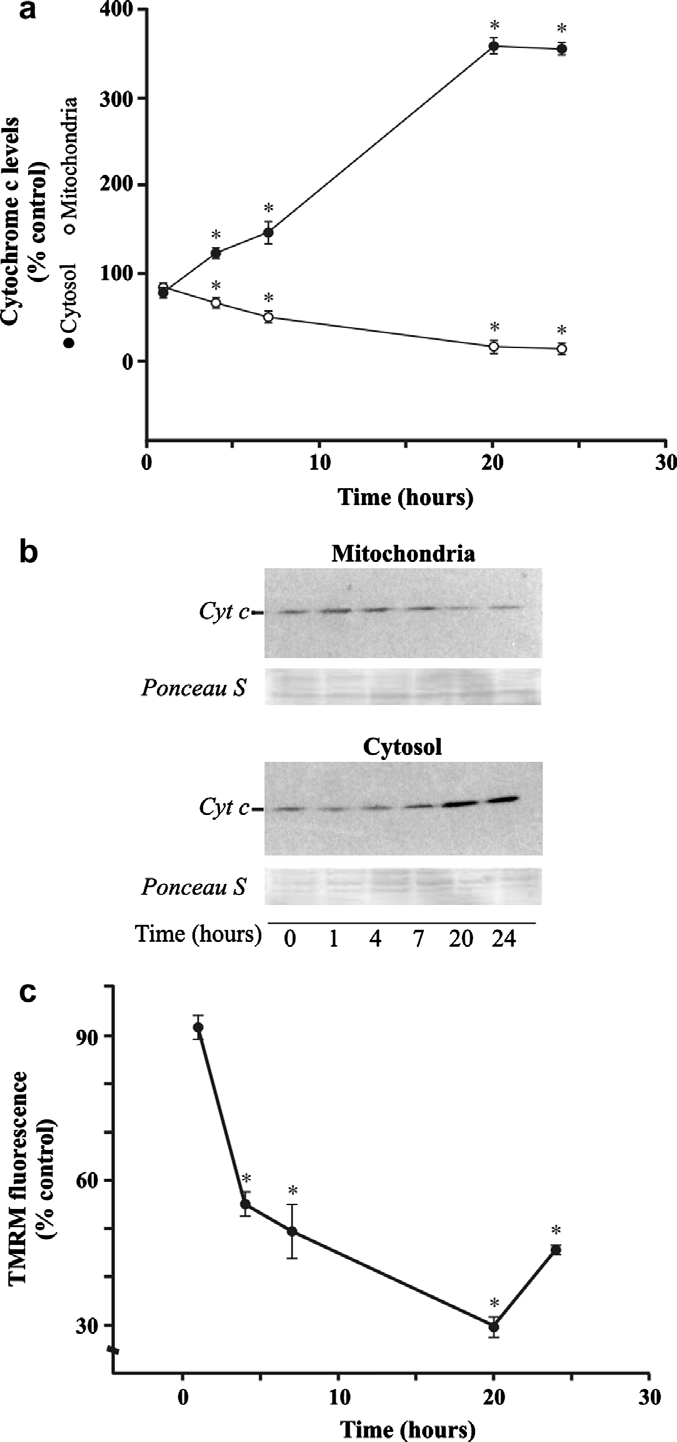 a
Cytochrome c levels
(% control)
● Cytosol ○ Mitochondria
400
300
200
100
0
* * * *
* * * *
0 10 20 30
Time (hours)
b
Mitochondria
Cyt c
Ponceau S
Cytosol
Cyt c
Ponceau S
Time (hours) 0 1 4 7 20 24
c
TMRM fluorescence
(% control)
90
60
30
* * * *
0 10 20 30
Time (hours)